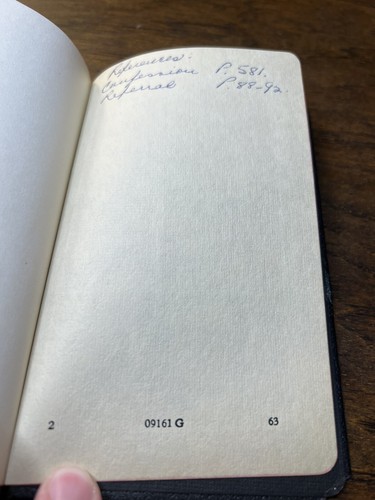 References:
Confession P. 581.
Referral P. 88-92.
2 09161 G 63